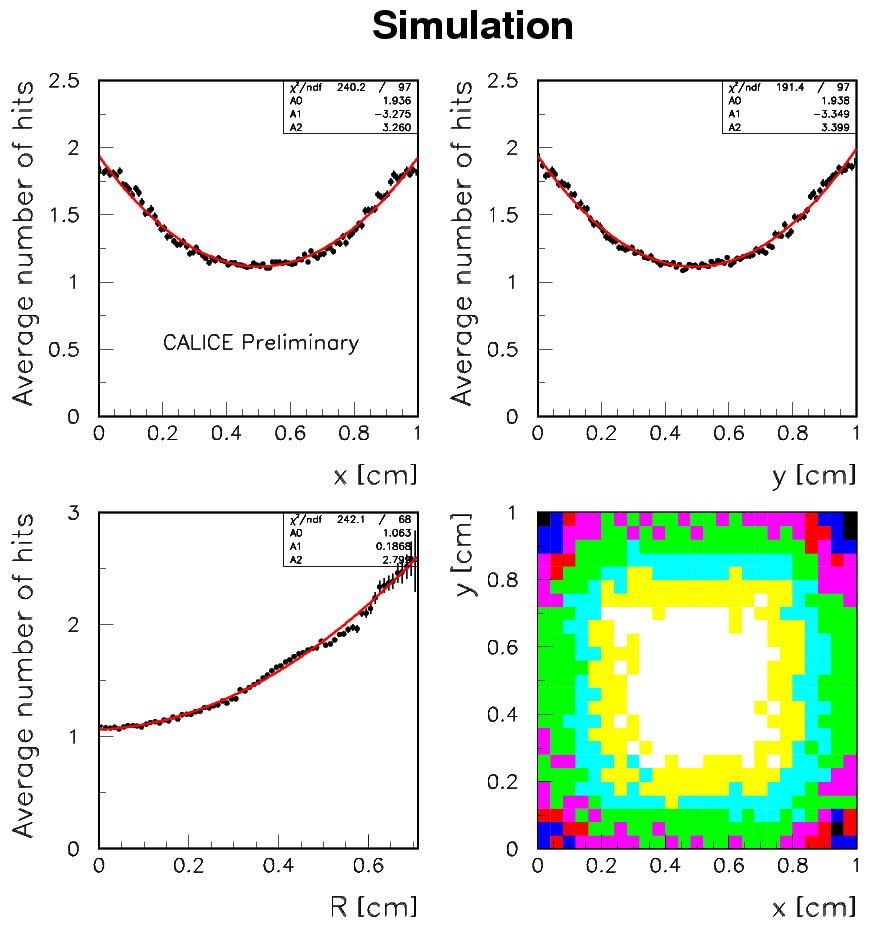 Simulation
Average number of hits
2.5
2
1.5
1
0.5
0
χ²/ndf 240.2 / 97
A0 1.936
A1 -3.275
A2 3.260
CALICE Preliminary
0 0.2 0.4 0.6 0.8 1
x [cm]
Average number of hits
2.5
2
1.5
1
0.5
0
χ²/ndf 191.4 / 97
A0 1.938
A1 -3.349
A2 3.399
0 0.2 0.4 0.6 0.8 1
y [cm]
Average number of hits
3
2
1
0
χ²/ndf 242.1 / 68
A0 1.063
A1 0.1868
A2 2.799
0 0.2 0.4 0.6
R [cm]
y [cm]
1
0.8
0.6
0.4
0.2
0
0 0.2 0.4 0.6 0.8 1
x [cm]